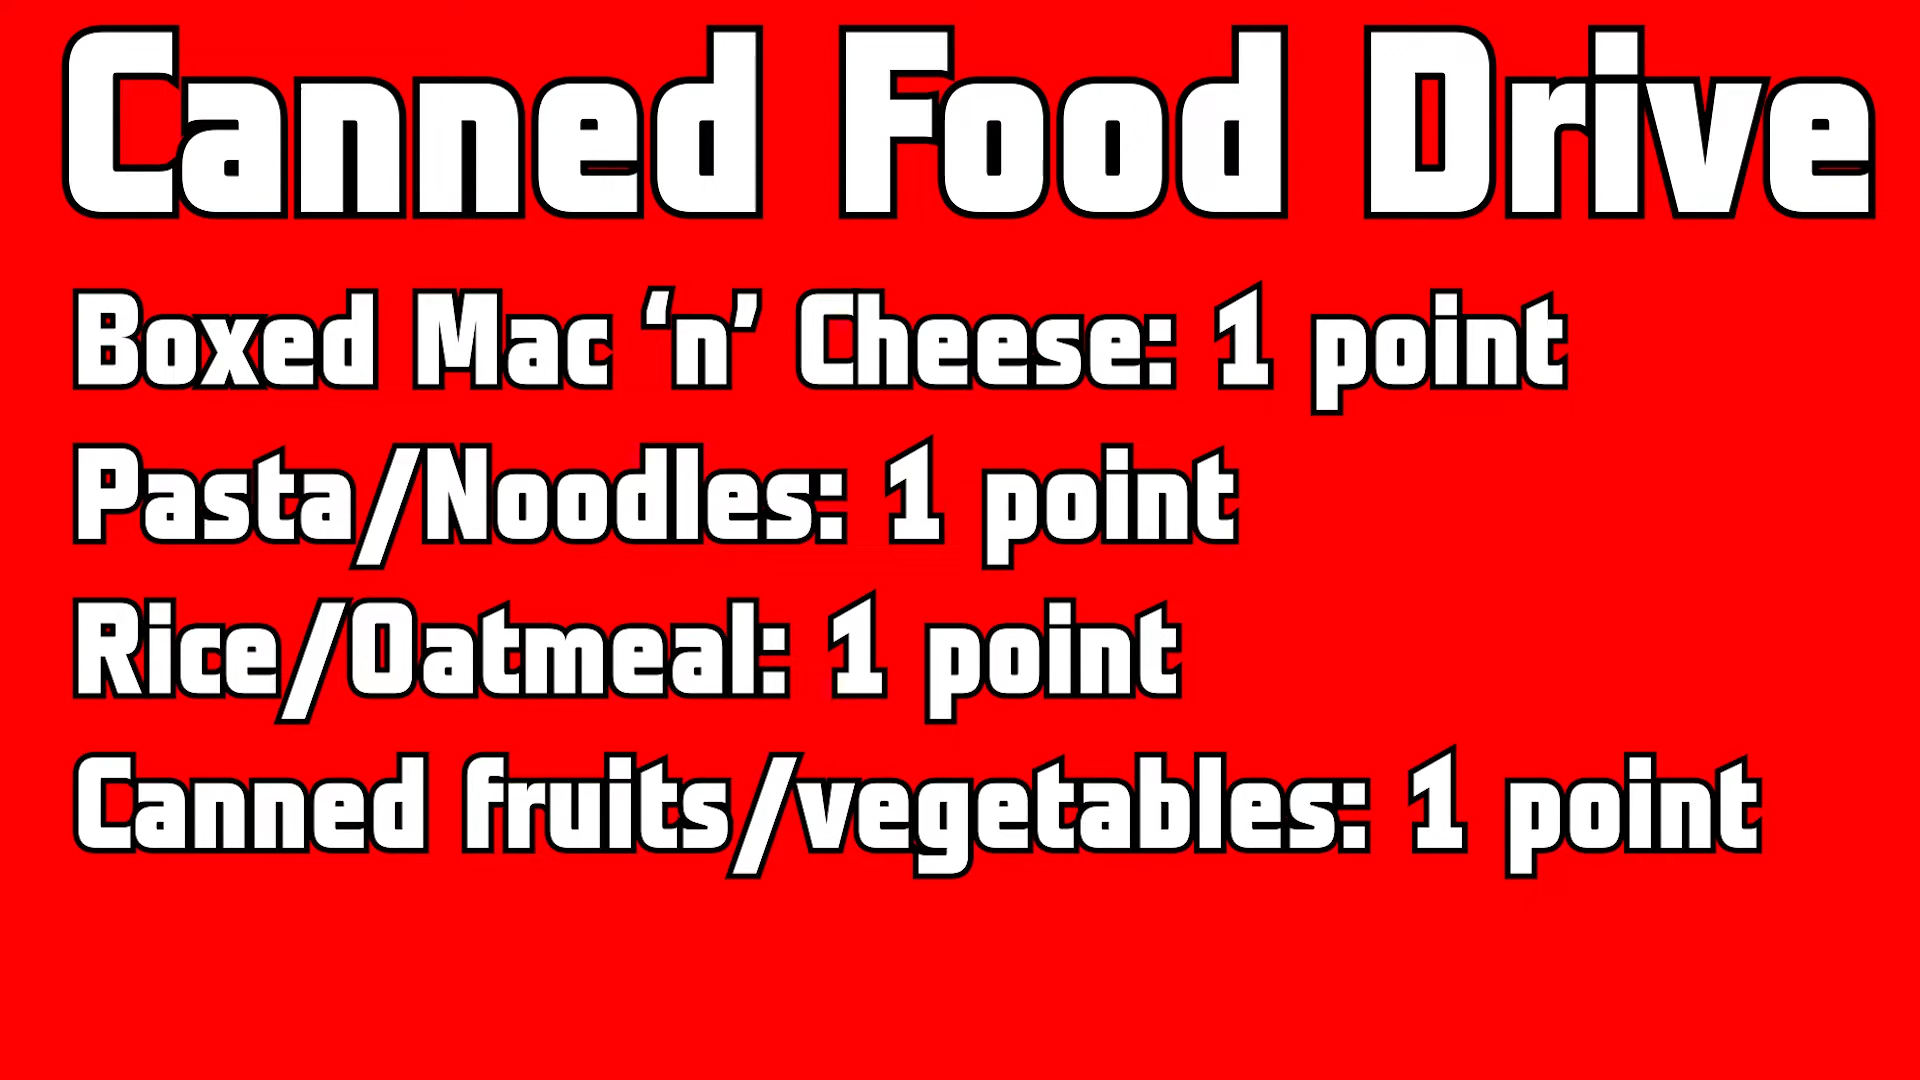 Canned Food Drive
Boxed Mac ‘n’ Cheese: 1 point
Pasta/Noodles: 1 point
Rice/Oatmeal: 1 point
Canned fruits/vegetables: 1 point